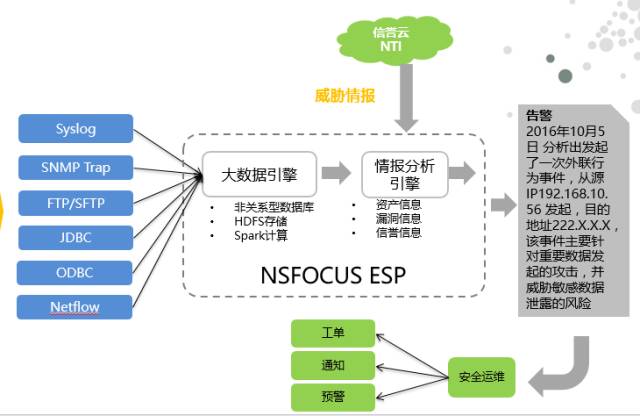 信誉云
NTI
威胁情报
Syslog
SNMP Trap
FTP/SFTP
JDBC
ODBC
Netflow
大数据引擎
• 非关系型数据库
• HDFS存储
• Spark计算
情报分析
引擎
• 资产信息
• 漏洞信息
• 信誉信息
NSFOCUS ESP
告警
2016年10月5
日 分析出发起
了一次外联行
为事件，从源
IP192.168.10.
56 发起，目的
地址222.X.X.X，
该事件主要针
对重要数据发
起的攻击，并
威胁敏感数据
泄露的风险
工单
通知
预警
安全运维